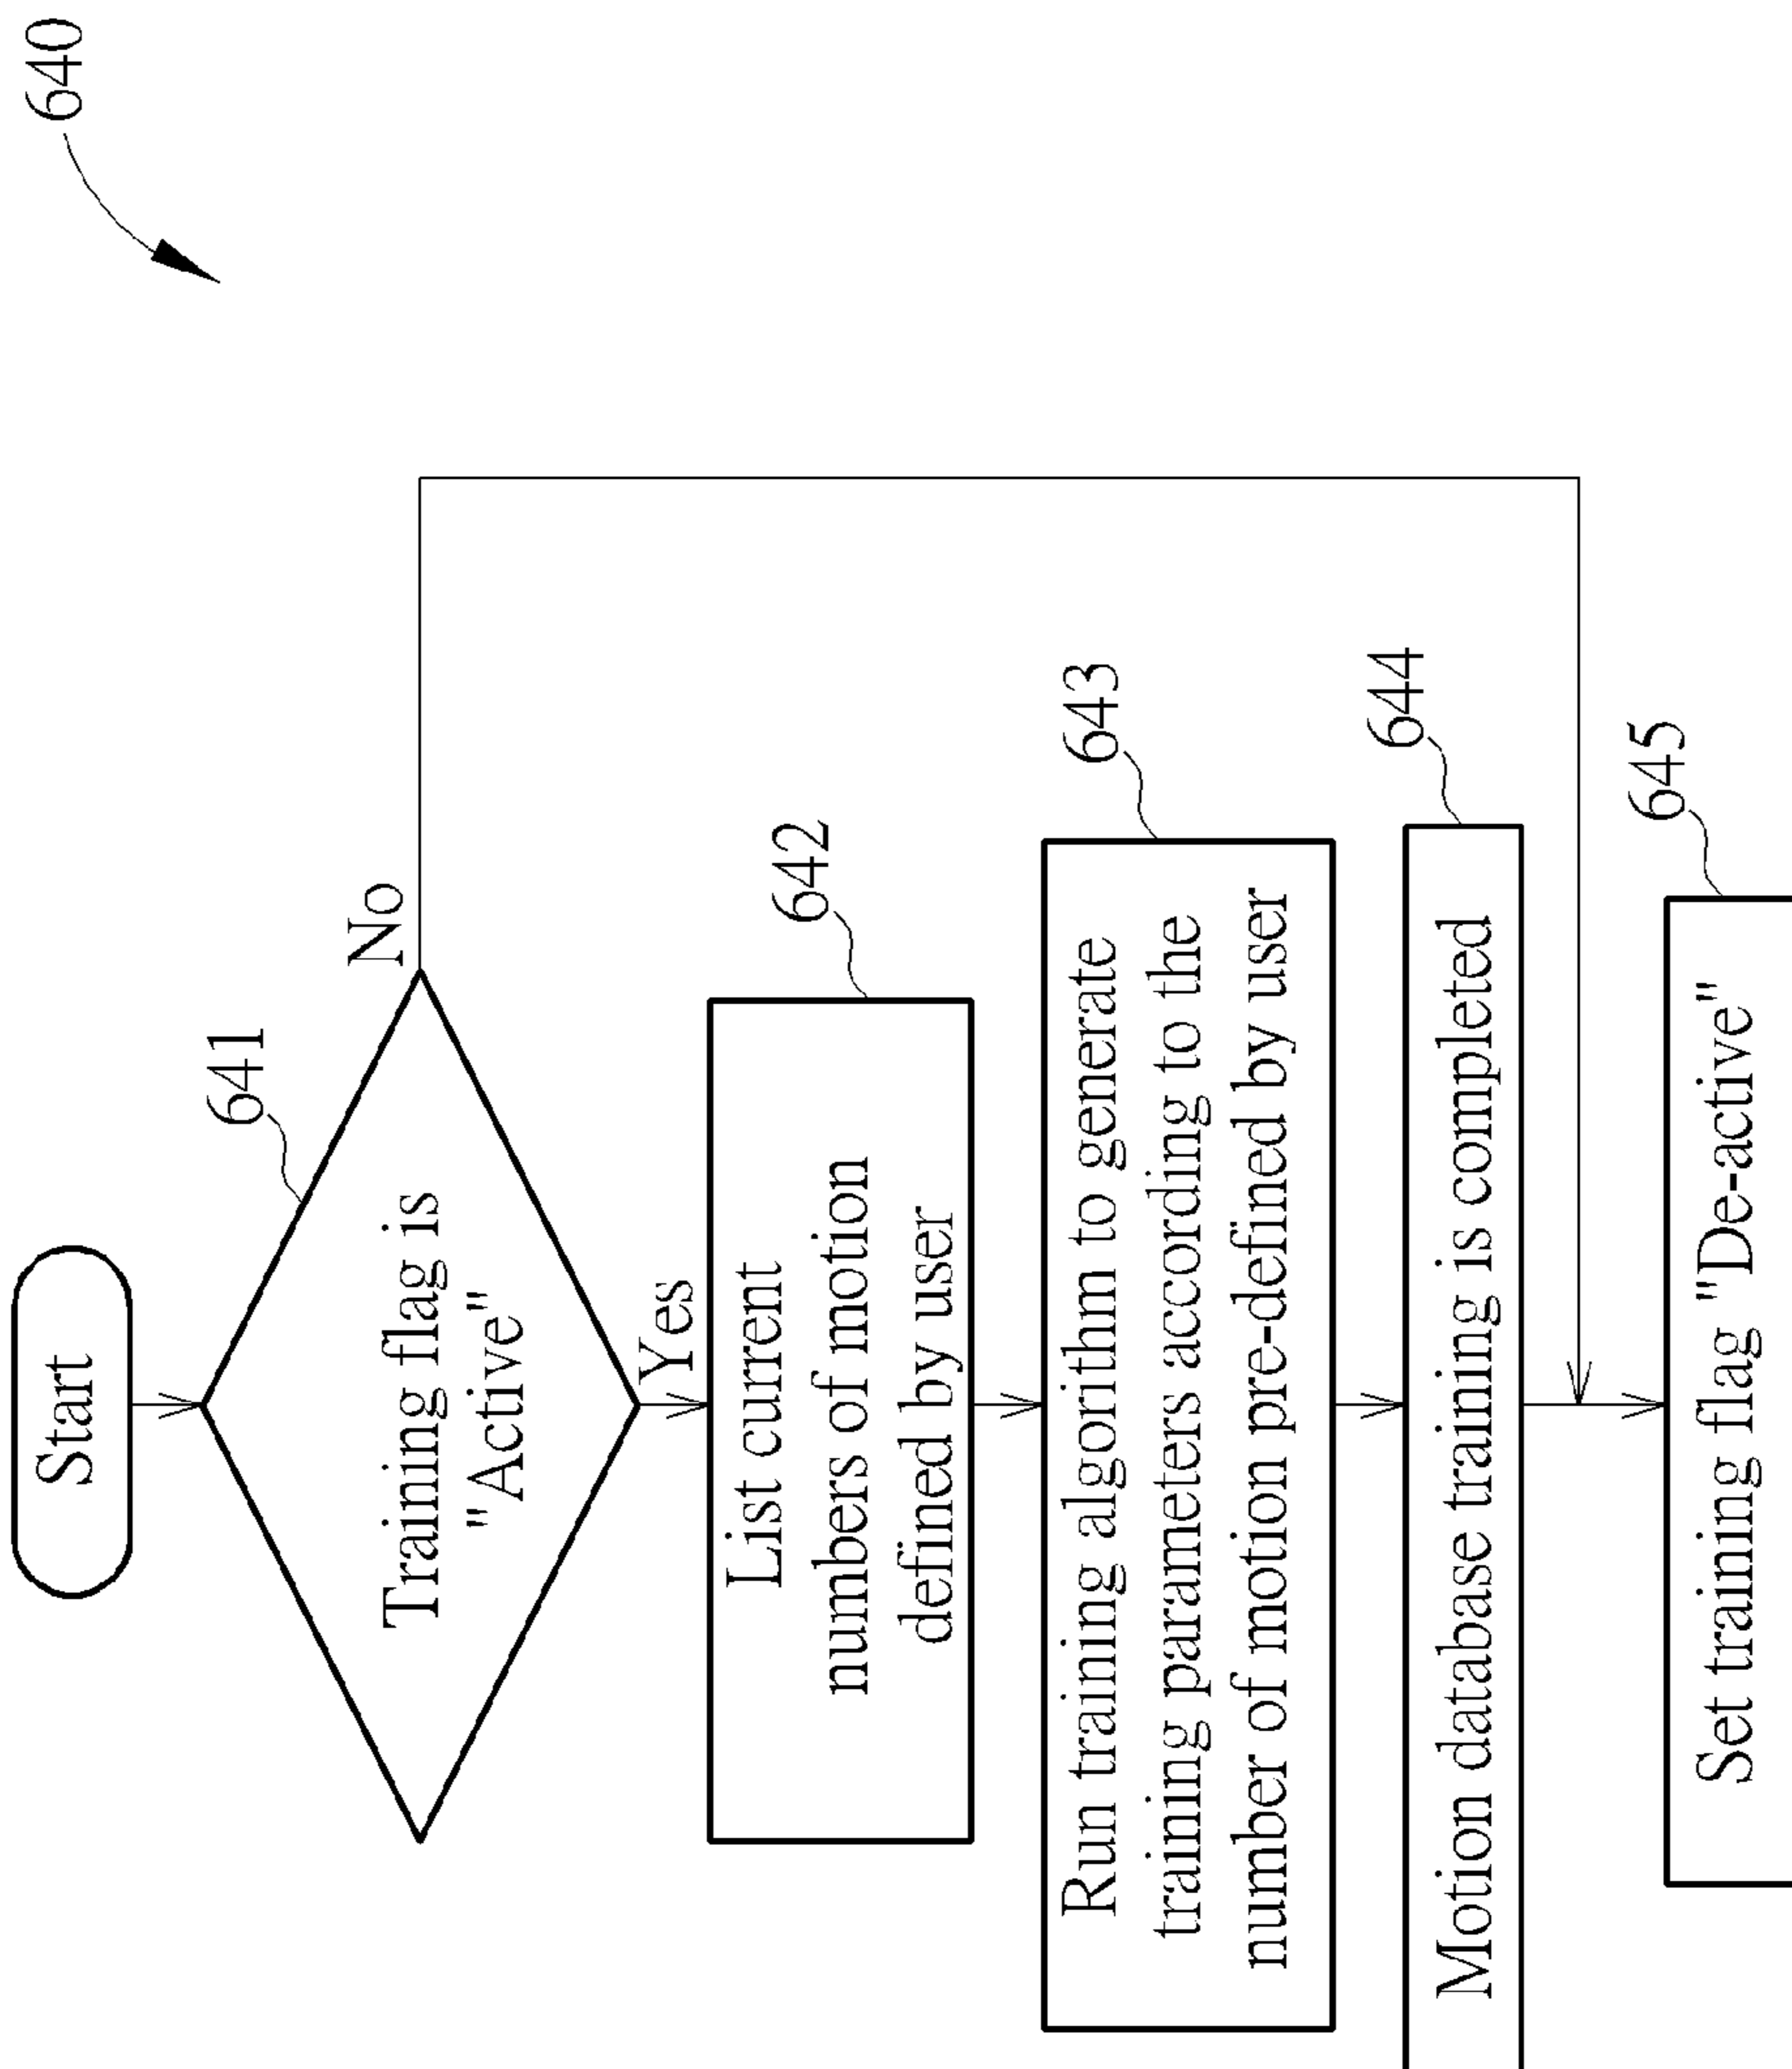 640
Start
641
Training flag is
"Active"
No
Yes
642
List current
numbers of motion
defined by user
643
Run training algorithm to generate
training parameters according to the
number of motion pre-defined by user
644
Motion database training is completed
645
Set training flag "De-active"